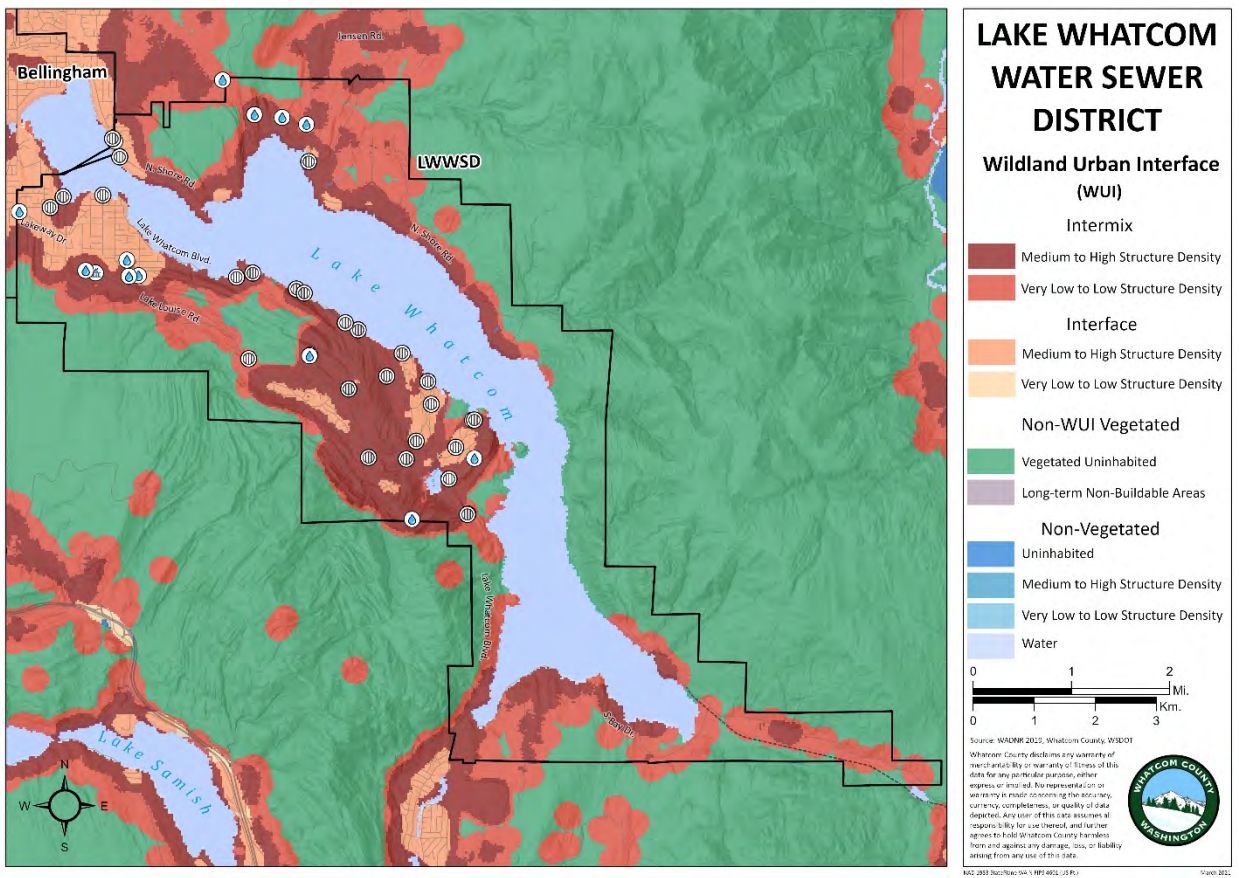 Jensen Rd.
Bellingham
LWWSD
N. Shore Rd.
Lakeway Dr.
Lake Whatcom Blvd.
N. Shore Rd.
Lake Whatcom
Lake Louise Rd.
Lake Whatcom Blvd.
S Bay Dr.
Lake Samish
N
W E
S
LAKE WHATCOM
WATER SEWER
DISTRICT
Wildland Urban Interface
(WUI)
Intermix
Medium to High Structure Density
Very Low to Low Structure Density
Interface
Medium to High Structure Density
Very Low to Low Structure Density
Non-WUI Vegetated
Vegetated Uninhabited
Long-term Non-Buildable Areas
Non-Vegetated
Uninhabited
Medium to High Structure Density
Very Low to Low Structure Density
Water
0 1 2
Mi.
Km.
0 1 2 3
Source: WADNR 2019, Whatcom County, WSDOT
Whatcom County disclaims any warranty of
merchantability or warranty of fitness of this
data for any particular purpose, either
express or implied. No representation or
warranty is made concerning the accuracy,
currency, completeness, or quality of data
depicted. Any user of this data assumes all
responsibility for use thereof, and further
agrees to hold Whatcom County harmless
from and against any damage, loss, or liability
arising from any use of this data.
WHATCOM COUNTY
WASHINGTON
March 2021